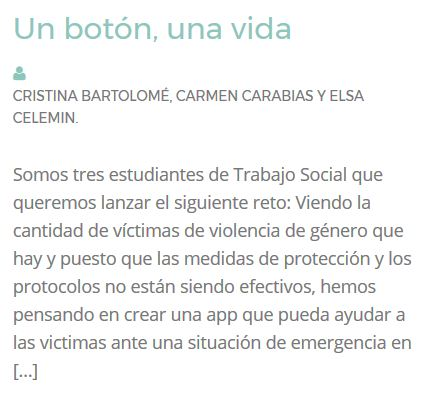 Un botón, una vida
CRISTINA BARTOLOMÉ, CARMEN CARABIAS Y ELSA
CELEMIN.
Somos tres estudiantes de Trabajo Social que
queremos lanzar el siguiente reto: Viendo la
cantidad de víctimas de violencia de género que
hay y puesto que las medidas de protección y los
protocolos no están siendo efectivos, hemos
pensando en crear una app que pueda ayudar a
las victimas ante una situación de emergencia en
[...]